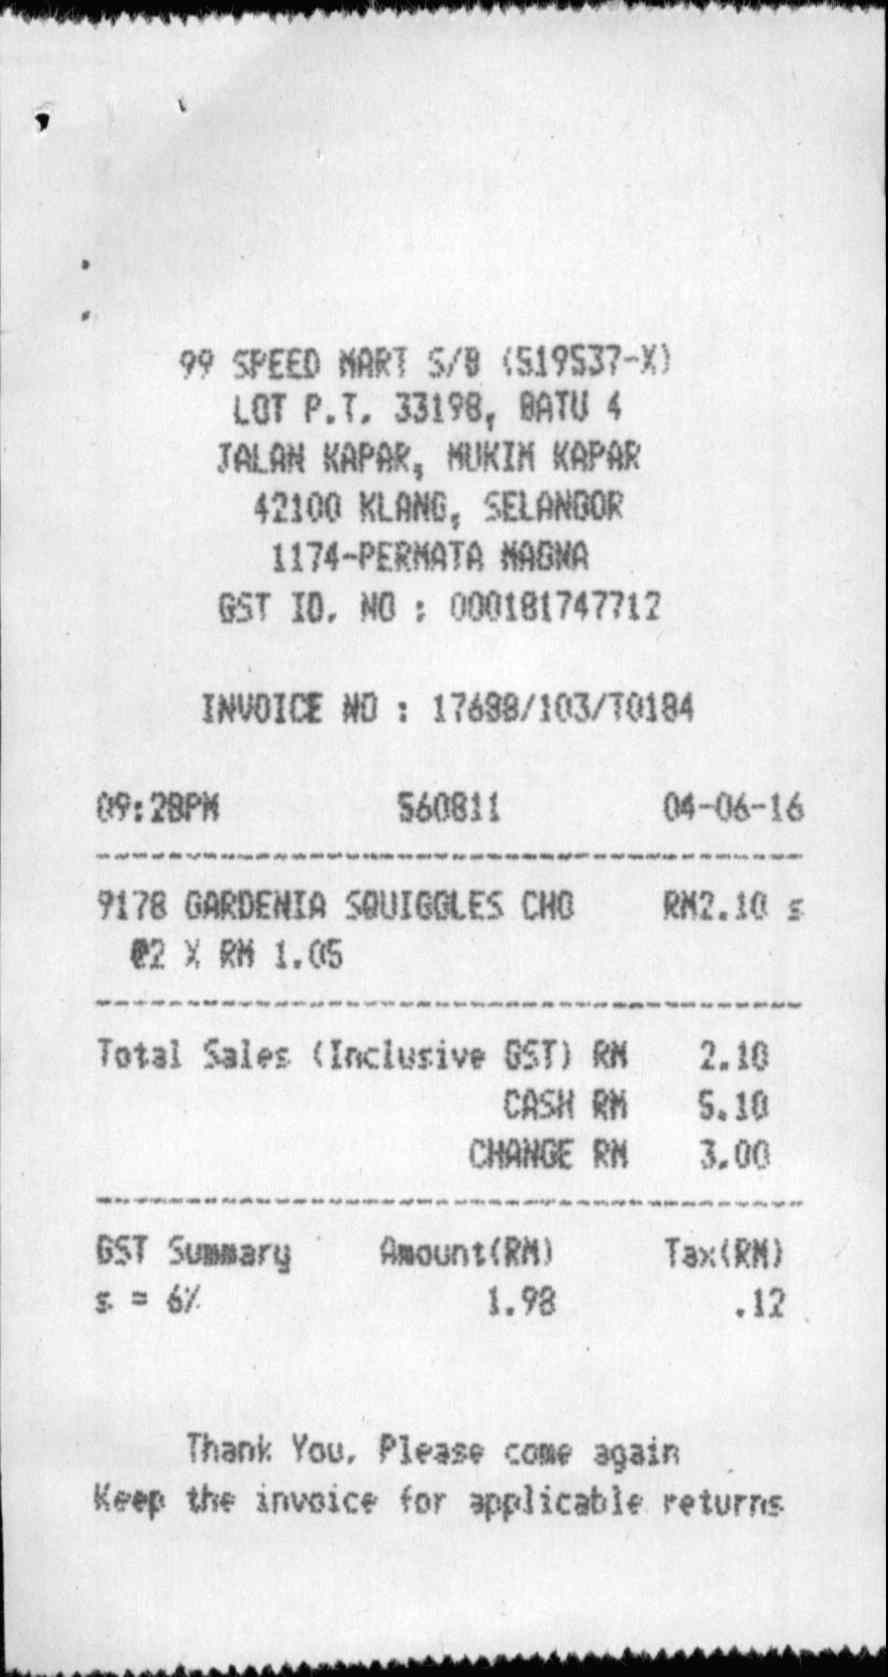 99 SPEED MART S/B (519537-X)
LOT P.T. 33198, BATU 4
JALAN KAPAR, MUKIM KAPAR
42100 KLANG, SELANGOR
1174-PERMATA MAGNA
GST ID. NO : 000181747712
INVOICE NO : 17688/103/T0184
09:28PM 560811 04-06-16
9178 GARDENIA SQUIGGLES CHO RM2.10 s
@2 X RM 1.05
Total Sales (Inclusive GST) RM 2.10
CASH RM 5.10
CHANGE RM 3.00
GST Summary Amount(RM) Tax(RM)
s = 6% 1.98 .12
Thank You. Please come again
Keep the invoice for applicable returns